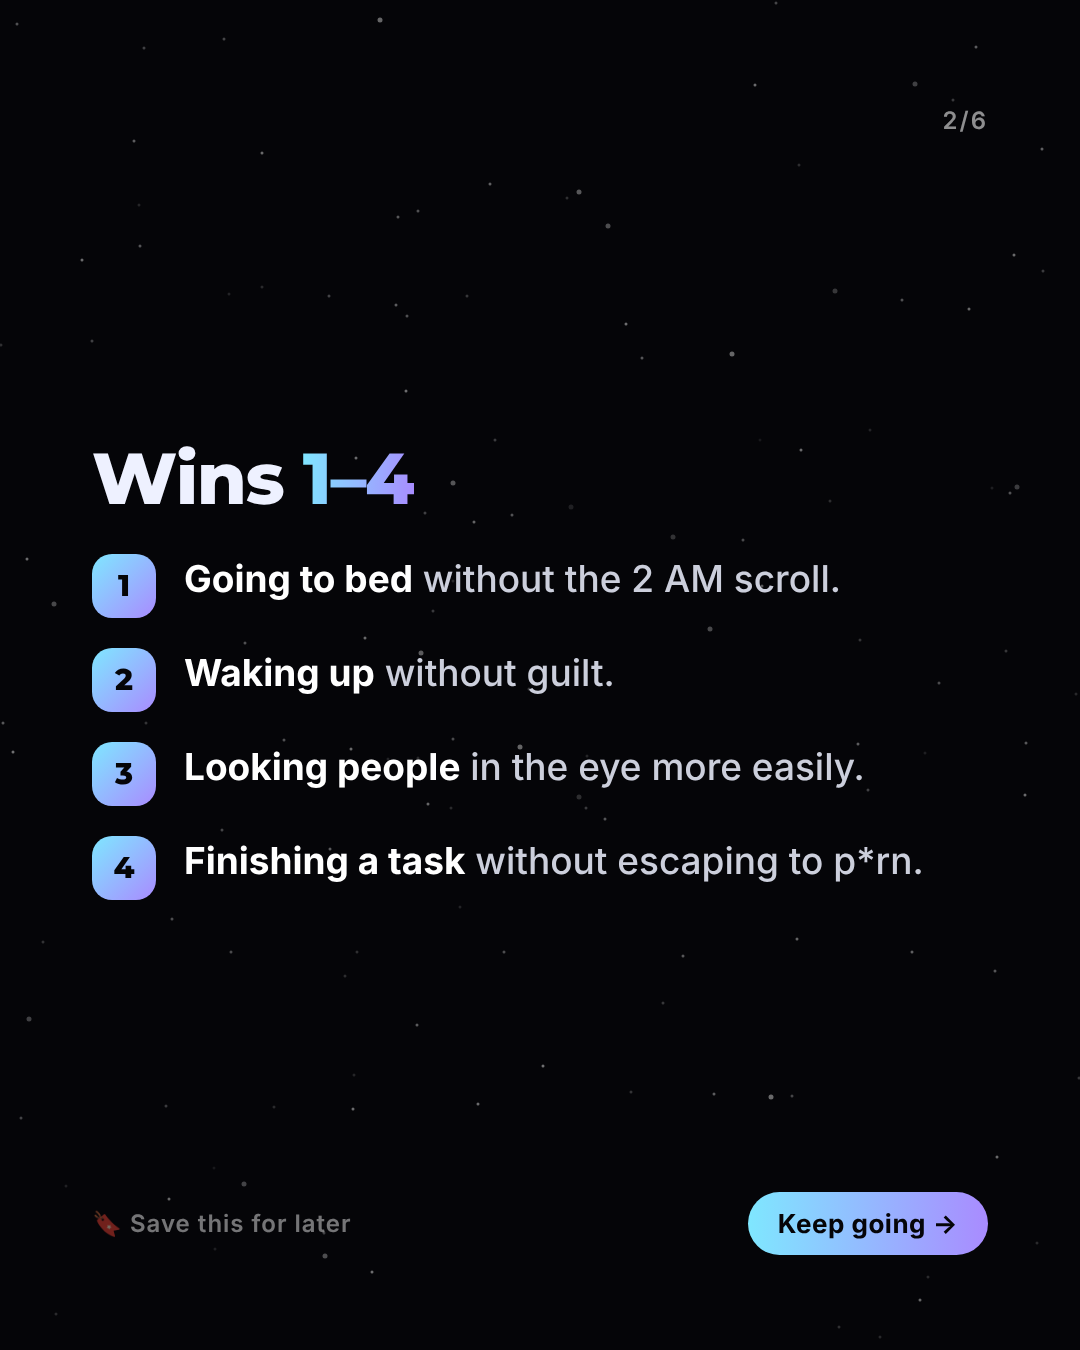 2/6
Wins 1–4
1 Going to bed without the 2 AM scroll.
2 Waking up without guilt.
3 Looking people in the eye more easily.
4 Finishing a task without escaping to p*rn.
🔖 Save this for later
Keep going →